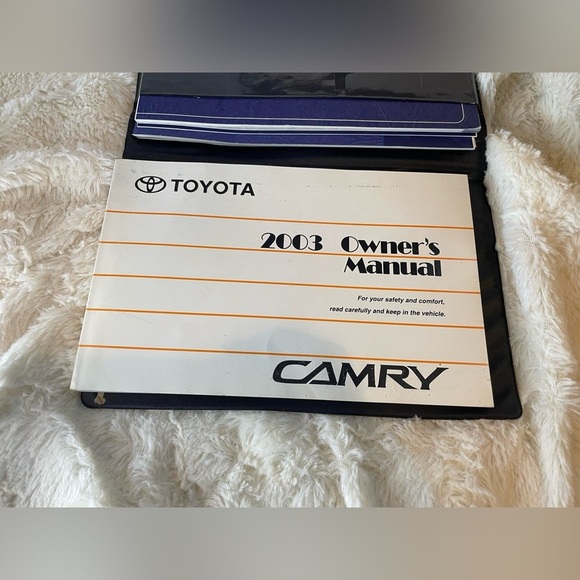 TOYOTA
2003 Owner's
Manual
For your safety and comfort,
read carefully and keep in the vehicle.
CAMRY